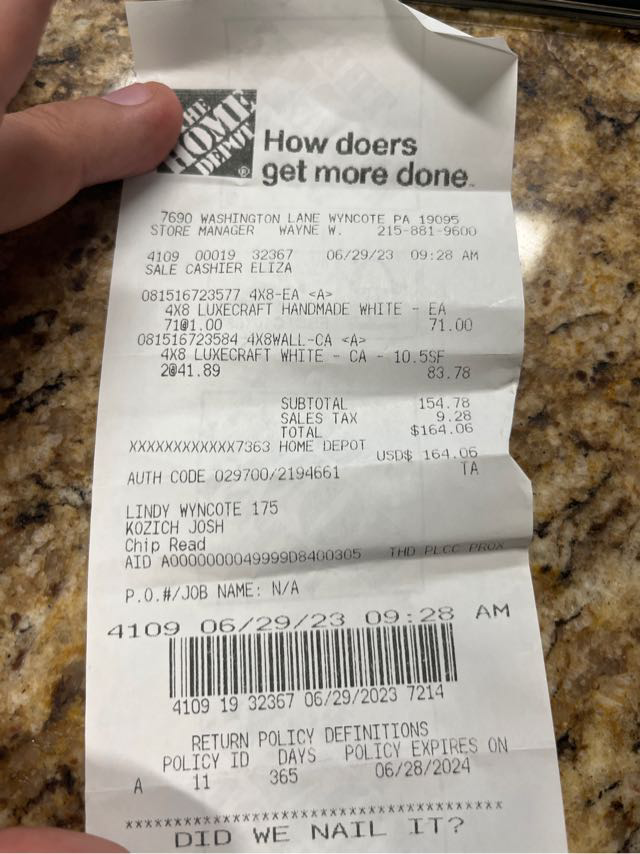 THE
HOME
DEPOT
®
How doers
get more done™
7690 WASHINGTON LANE WYNCOTE PA 19095
STORE MANAGER WAYNE W. 215-881-9600
4109 00019 32367 06/29/23 09:28 AM
SALE CASHIER ELIZA
081516723577 4X8-EA <A>
4X8 LUXECRAFT HANDMADE WHITE - EA
71@1.00 71.00
081516723584 4X8WALL-CA <A>
4X8 LUXECRAFT WHITE - CA - 10.5SF
2@41.89 83.78
SUBTOTAL 154.78
SALES TAX 9.28
TOTAL $164.06
XXXXXXXXXXXX7363 HOME DEPOT
USD$ 164.06
AUTH CODE 029700/2194661 TA
LINDY WYNCOTE 175
KOZICH JOSH
Chip Read
AID A0000000049999D8400305 THD PLCC PROX
P.O.#/JOB NAME: N/A
4109 06/29/23 09:28 AM
4109 19 32367 06/29/2023 7214
RETURN POLICY DEFINITIONS
POLICY ID DAYS POLICY EXPIRES ON
A 11 365 06/28/2024
****************************************
DID WE NAIL IT?